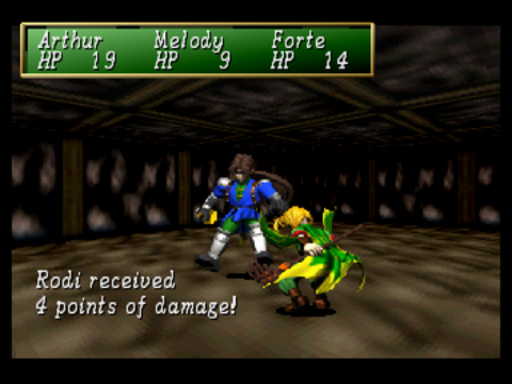 Arthur Melody Forte
HP 19 HP 9 HP 14
Rodi received
4 points of damage!